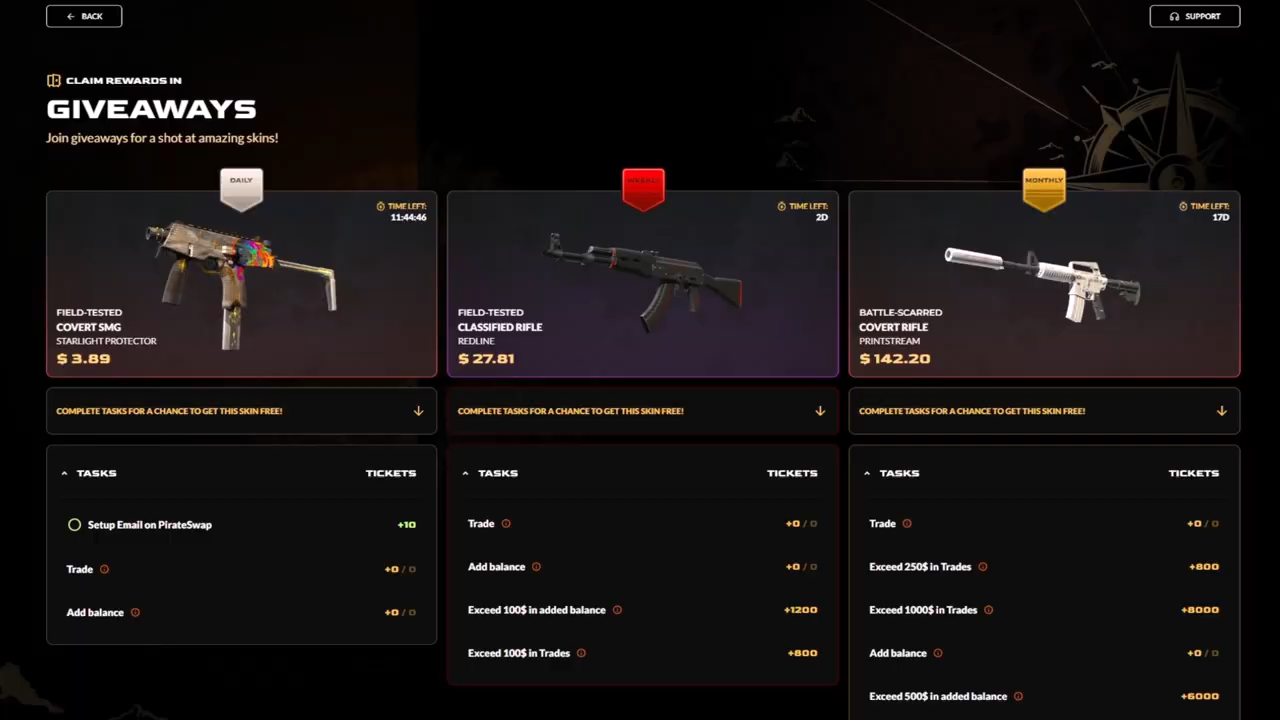 BACK
SUPPORT
CLAIM REWARDS IN
GIVEAWAYS
Join giveaways for a shot at amazing skins!
DAILY
TIME LEFT:
11:44:46
FIELD-TESTED
COVERT SMG
STARLIGHT PROTECTOR
$ 3.89
COMPLETE TASKS FOR A CHANCE TO GET THIS SKIN FREE!
TASKS TICKETS
Setup Email on PirateSwap +10
Trade +0 / 0
Add balance +0 / 0
WEEKLY
TIME LEFT:
2D
FIELD-TESTED
CLASSIFIED RIFLE
REDLINE
$ 27.81
COMPLETE TASKS FOR A CHANCE TO GET THIS SKIN FREE!
TASKS TICKETS
Trade +0 / 0
Add balance +0 / 0
Exceed 100$ in added balance +1200
Exceed 100$ in Trades +800
MONTHLY
TIME LEFT:
17D
BATTLE-SCARRED
COVERT RIFLE
PRINTSTREAM
$ 142.20
COMPLETE TASKS FOR A CHANCE TO GET THIS SKIN FREE!
TASKS TICKETS
Trade +0 / 0
Exceed 250$ in Trades +800
Exceed 1000$ in Trades +8000
Add balance +0 / 0
Exceed 500$ in added balance +6000